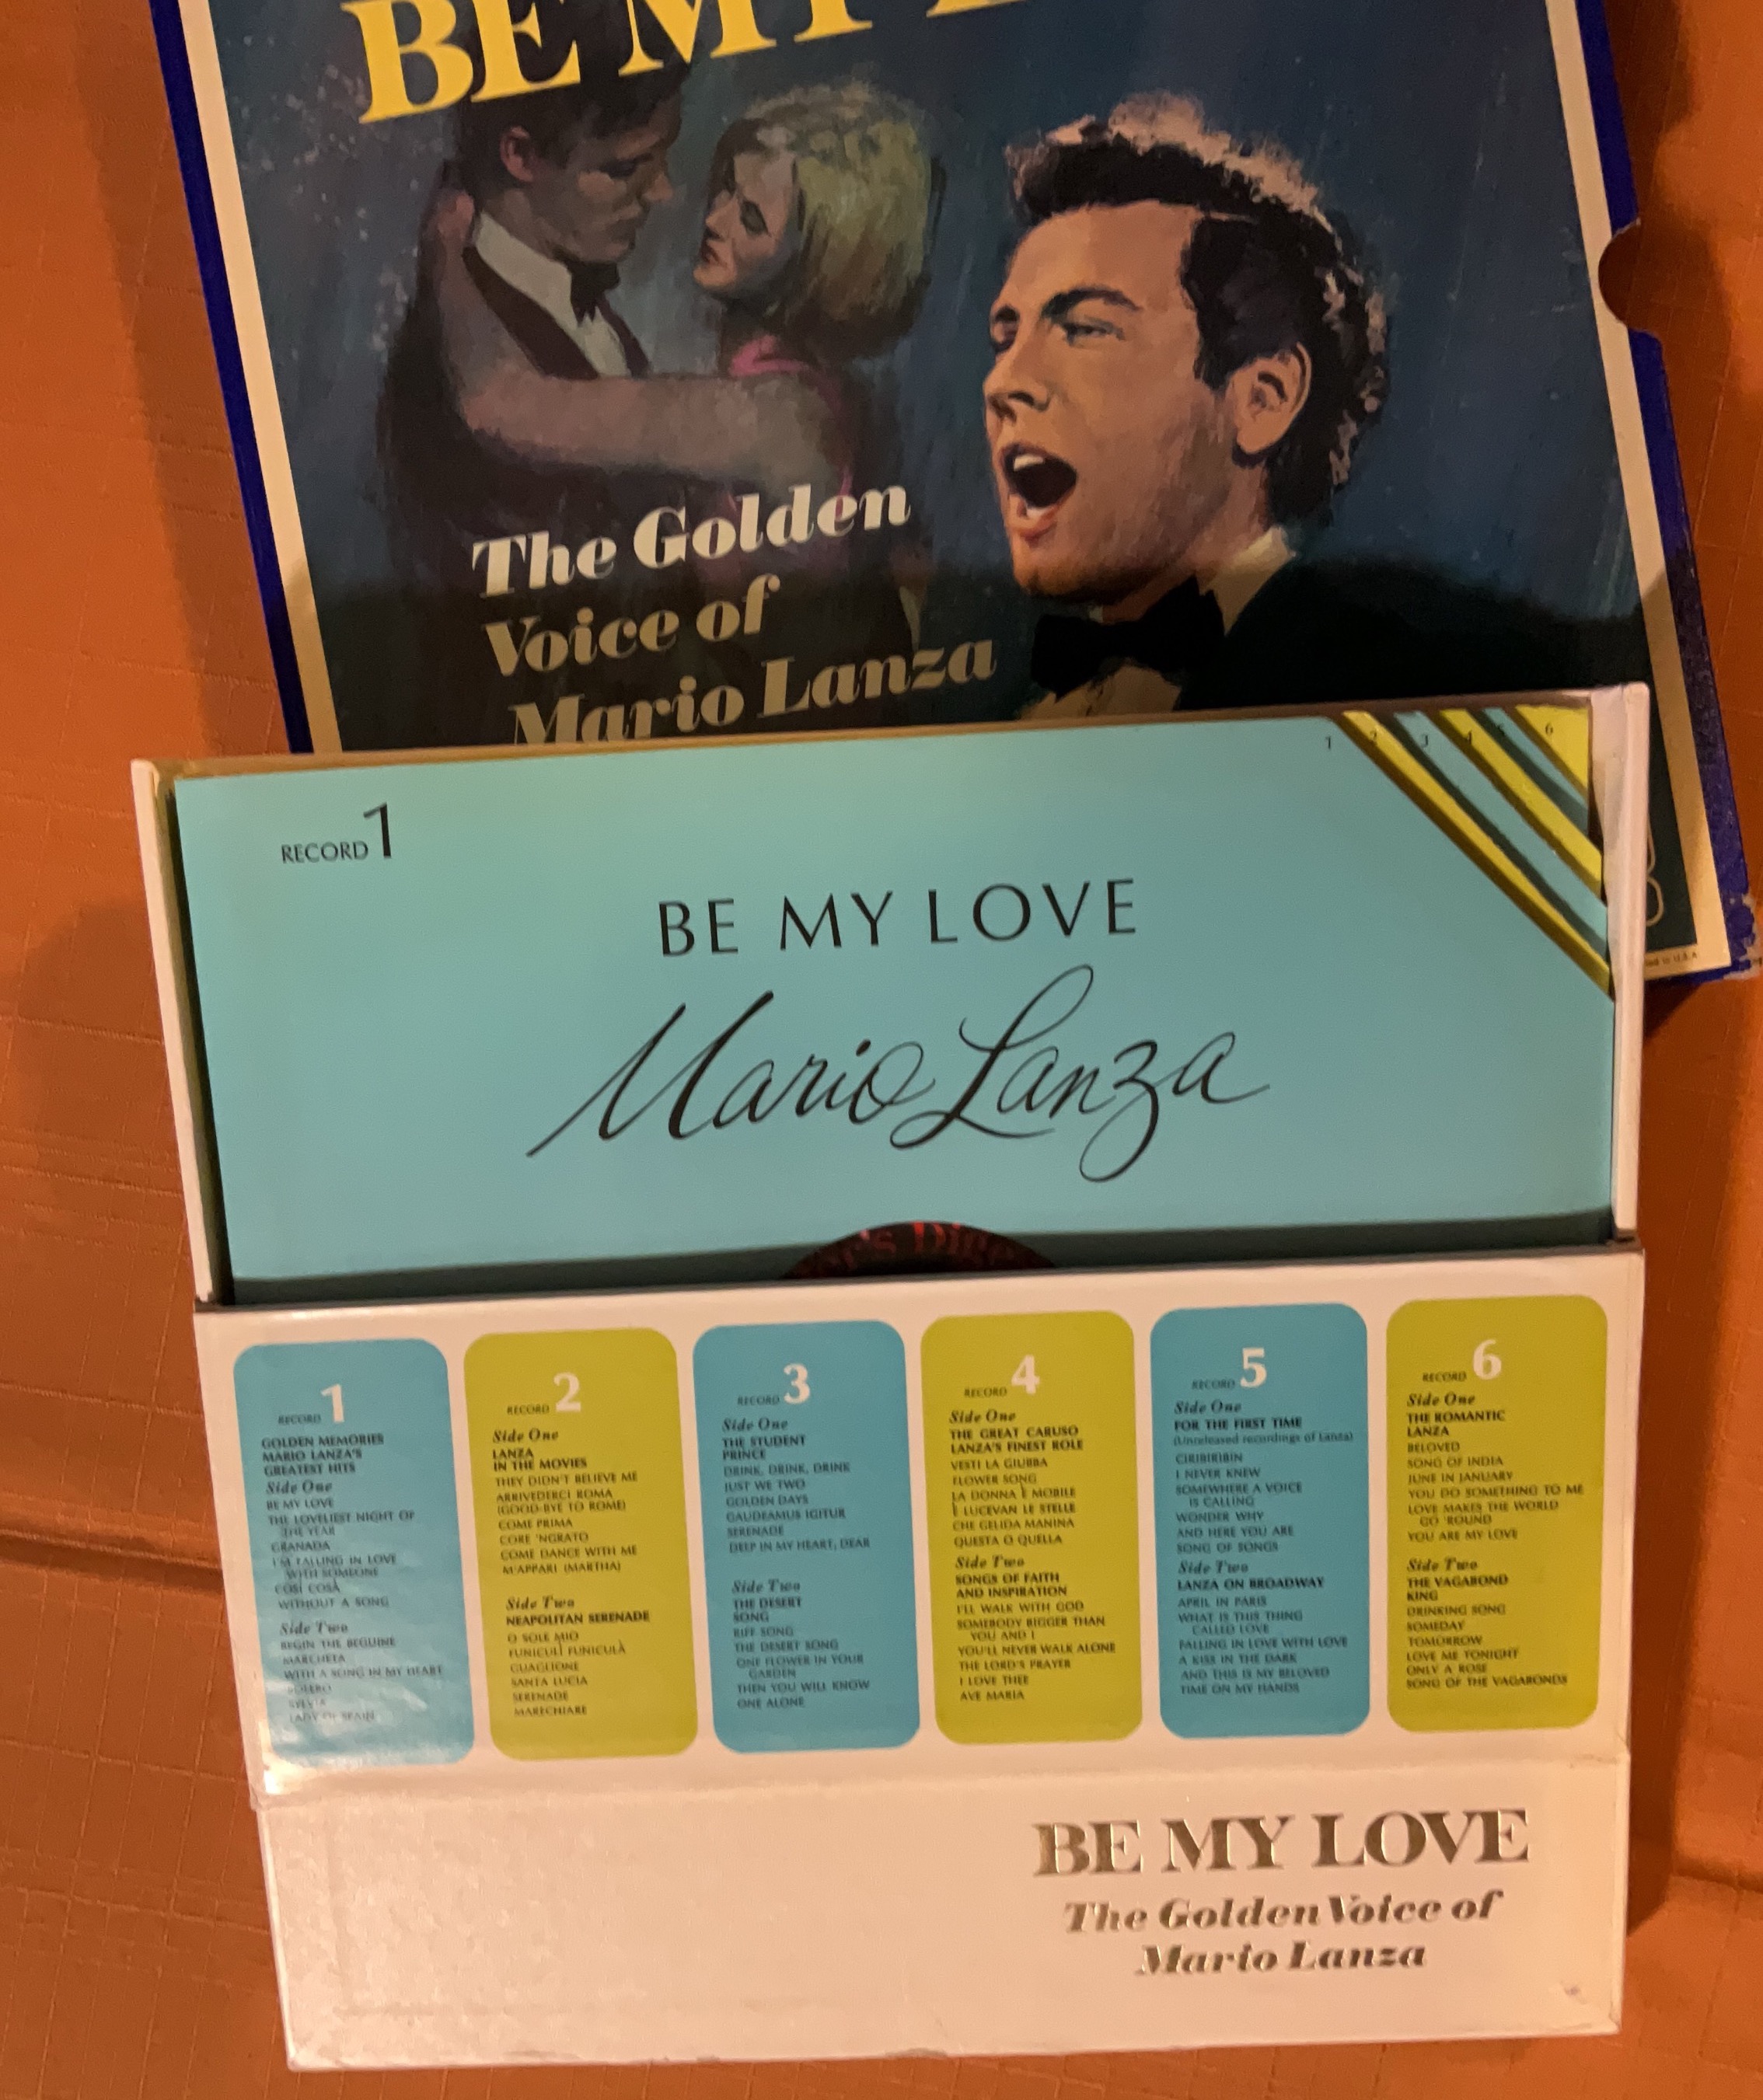 BE MY
The Golden
Voice of
Mario Lanza
1 2 3 4 5 6
RECORD 1
BE MY LOVE
Mario Lanza
RECORD 1
GOLDEN MEMORIES
MARIO LANZA'S
GREATEST HITS
Side One
BE MY LOVE
THE LOVELIEST NIGHT OF
THE YEAR
GRANADA
I'M FALLING IN LOVE
WITH SOMEONE
COSÌ COSÀ
WITHOUT A SONG
Side Two
BEGIN THE BEGUINE
MARCHETA
WITH A SONG IN MY HEART
BOLERO
SYLVIA
LADY OF SPAIN
RECORD 2
Side One
LANZA
IN THE MOVIES
THEY DIDN'T BELIEVE ME
ARRIVEDERCI ROMA
(GOOD-BYE TO ROME)
COME PRIMA
CORE 'NGRATO
COME DANCE WITH ME
M'APPARI (MARTHA)
Side Two
NEAPOLITAN SERENADE
O SOLE MIO
FUNICULÌ FUNICULÀ
GUAGLIONE
SANTA LUCIA
SERENADE
MARECHIARE
RECORD 3
Side One
THE STUDENT
PRINCE
DRINK, DRINK, DRINK
JUST WE TWO
GOLDEN DAYS
GAUDEAMUS IGITUR
SERENADE
DEEP IN MY HEART, DEAR
Side Two
THE DESERT
SONG
RIFF SONG
THE DESERT SONG
ONE FLOWER IN YOUR
GARDEN
THEN YOU WILL KNOW
ONE ALONE
RECORD 4
Side One
THE GREAT CARUSO
LANZA'S FINEST ROLE
VESTI LA GIUBBA
FLOWER SONG
LA DONNA È MOBILE
E LUCEVAN LE STELLE
CHE GELIDA MANINA
QUESTA O QUELLA
Side Two
SONGS OF FAITH
AND INSPIRATION
I'LL WALK WITH GOD
SOMEBODY BIGGER THAN
YOU AND I
YOU'LL NEVER WALK ALONE
THE LORD'S PRAYER
I LOVE THEE
AVE MARIA
RECORD 5
Side One
FOR THE FIRST TIME
(Unreleased recordings of Lanza)
CIRIBIRIBIN
I NEVER KNEW
SOMEWHERE A VOICE
IS CALLING
WONDER WHY
AND HERE YOU ARE
SONG OF SONGS
Side Two
LANZA ON BROADWAY
APRIL IN PARIS
WHAT IS THIS THING
CALLED LOVE
FALLING IN LOVE WITH LOVE
A KISS IN THE DARK
AND THIS IS MY BELOVED
TIME ON MY HANDS
RECORD 6
Side One
THE ROMANTIC
LANZA
BELOVED
SONG OF INDIA
JUNE IN JANUARY
YOU DO SOMETHING TO ME
LOVE MAKES THE WORLD
GO 'ROUND
YOU ARE MY LOVE
Side Two
THE VAGABOND
KING
DRINKING SONG
SOMEDAY
TOMORROW
LOVE ME TONIGHT
ONLY A ROSE
SONG OF THE VAGABONDS
BE MY LOVE
The Golden Voice of
Mario Lanza